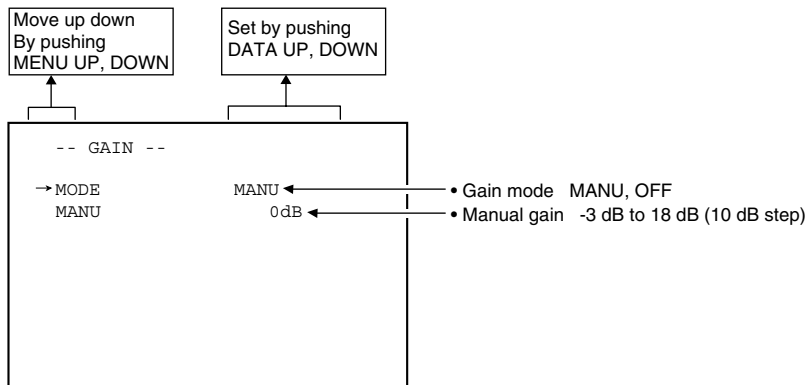 Move up down
By pushing
MENU UP, DOWN
Set by pushing
DATA UP, DOWN
-- GAIN --
→MODE MANU
MANU 0dB
• Gain mode MANU, OFF
• Manual gain -3 dB to 18 dB (10 dB step)